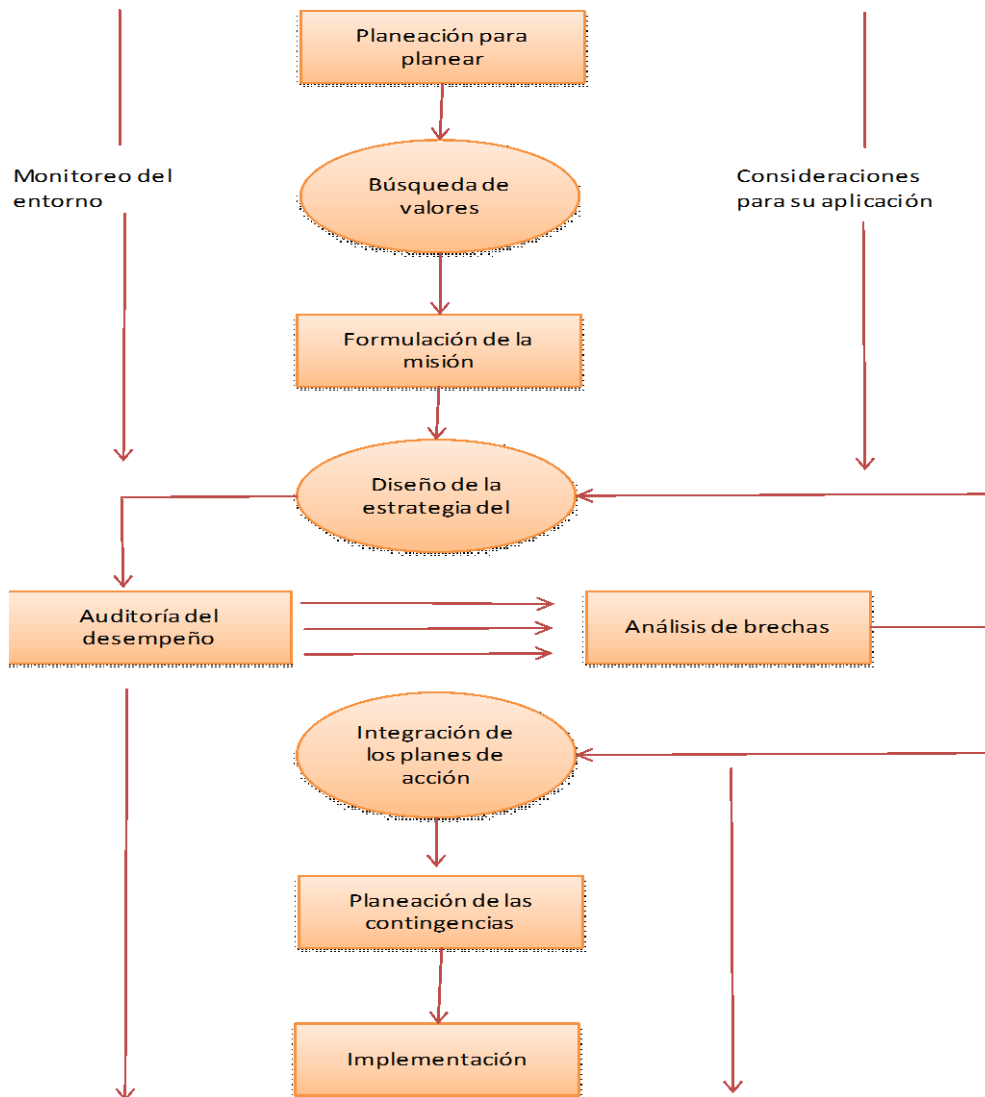 Planeación para
planear
Búsqueda de
valores
Monitoreo del
entorno
Consideraciones
para su aplicación
Formulación de la
misión
Diseño de la
estrategia del
Auditoría del
desempeño
Análisis de brechas
Integración de
los planes de
acción
Planeación de las
contingencias
Implementación